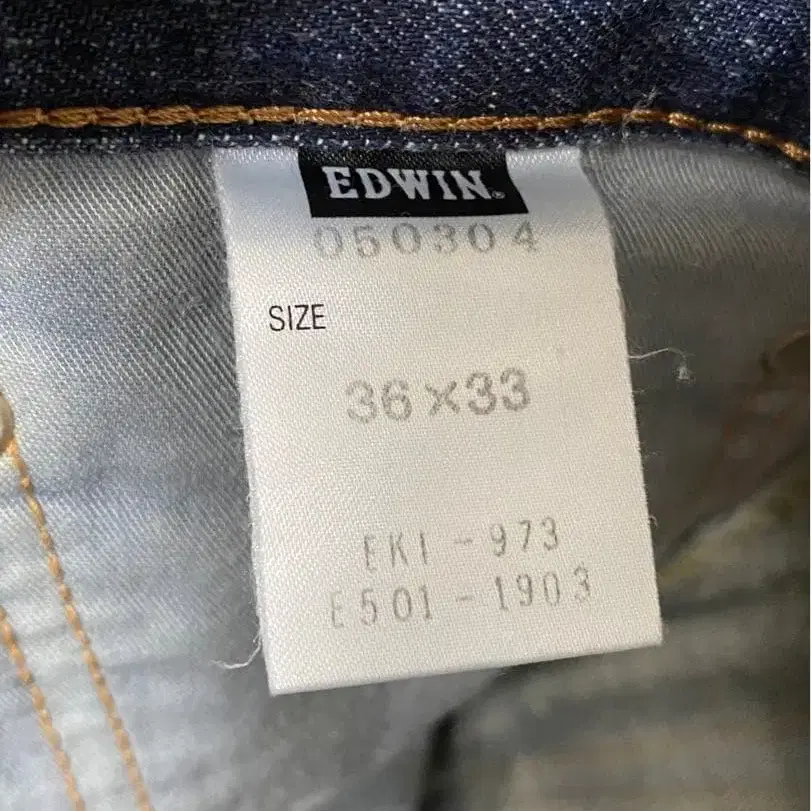 EDWIN.
050304
SIZE
36×33
EKI-973
E501-1903